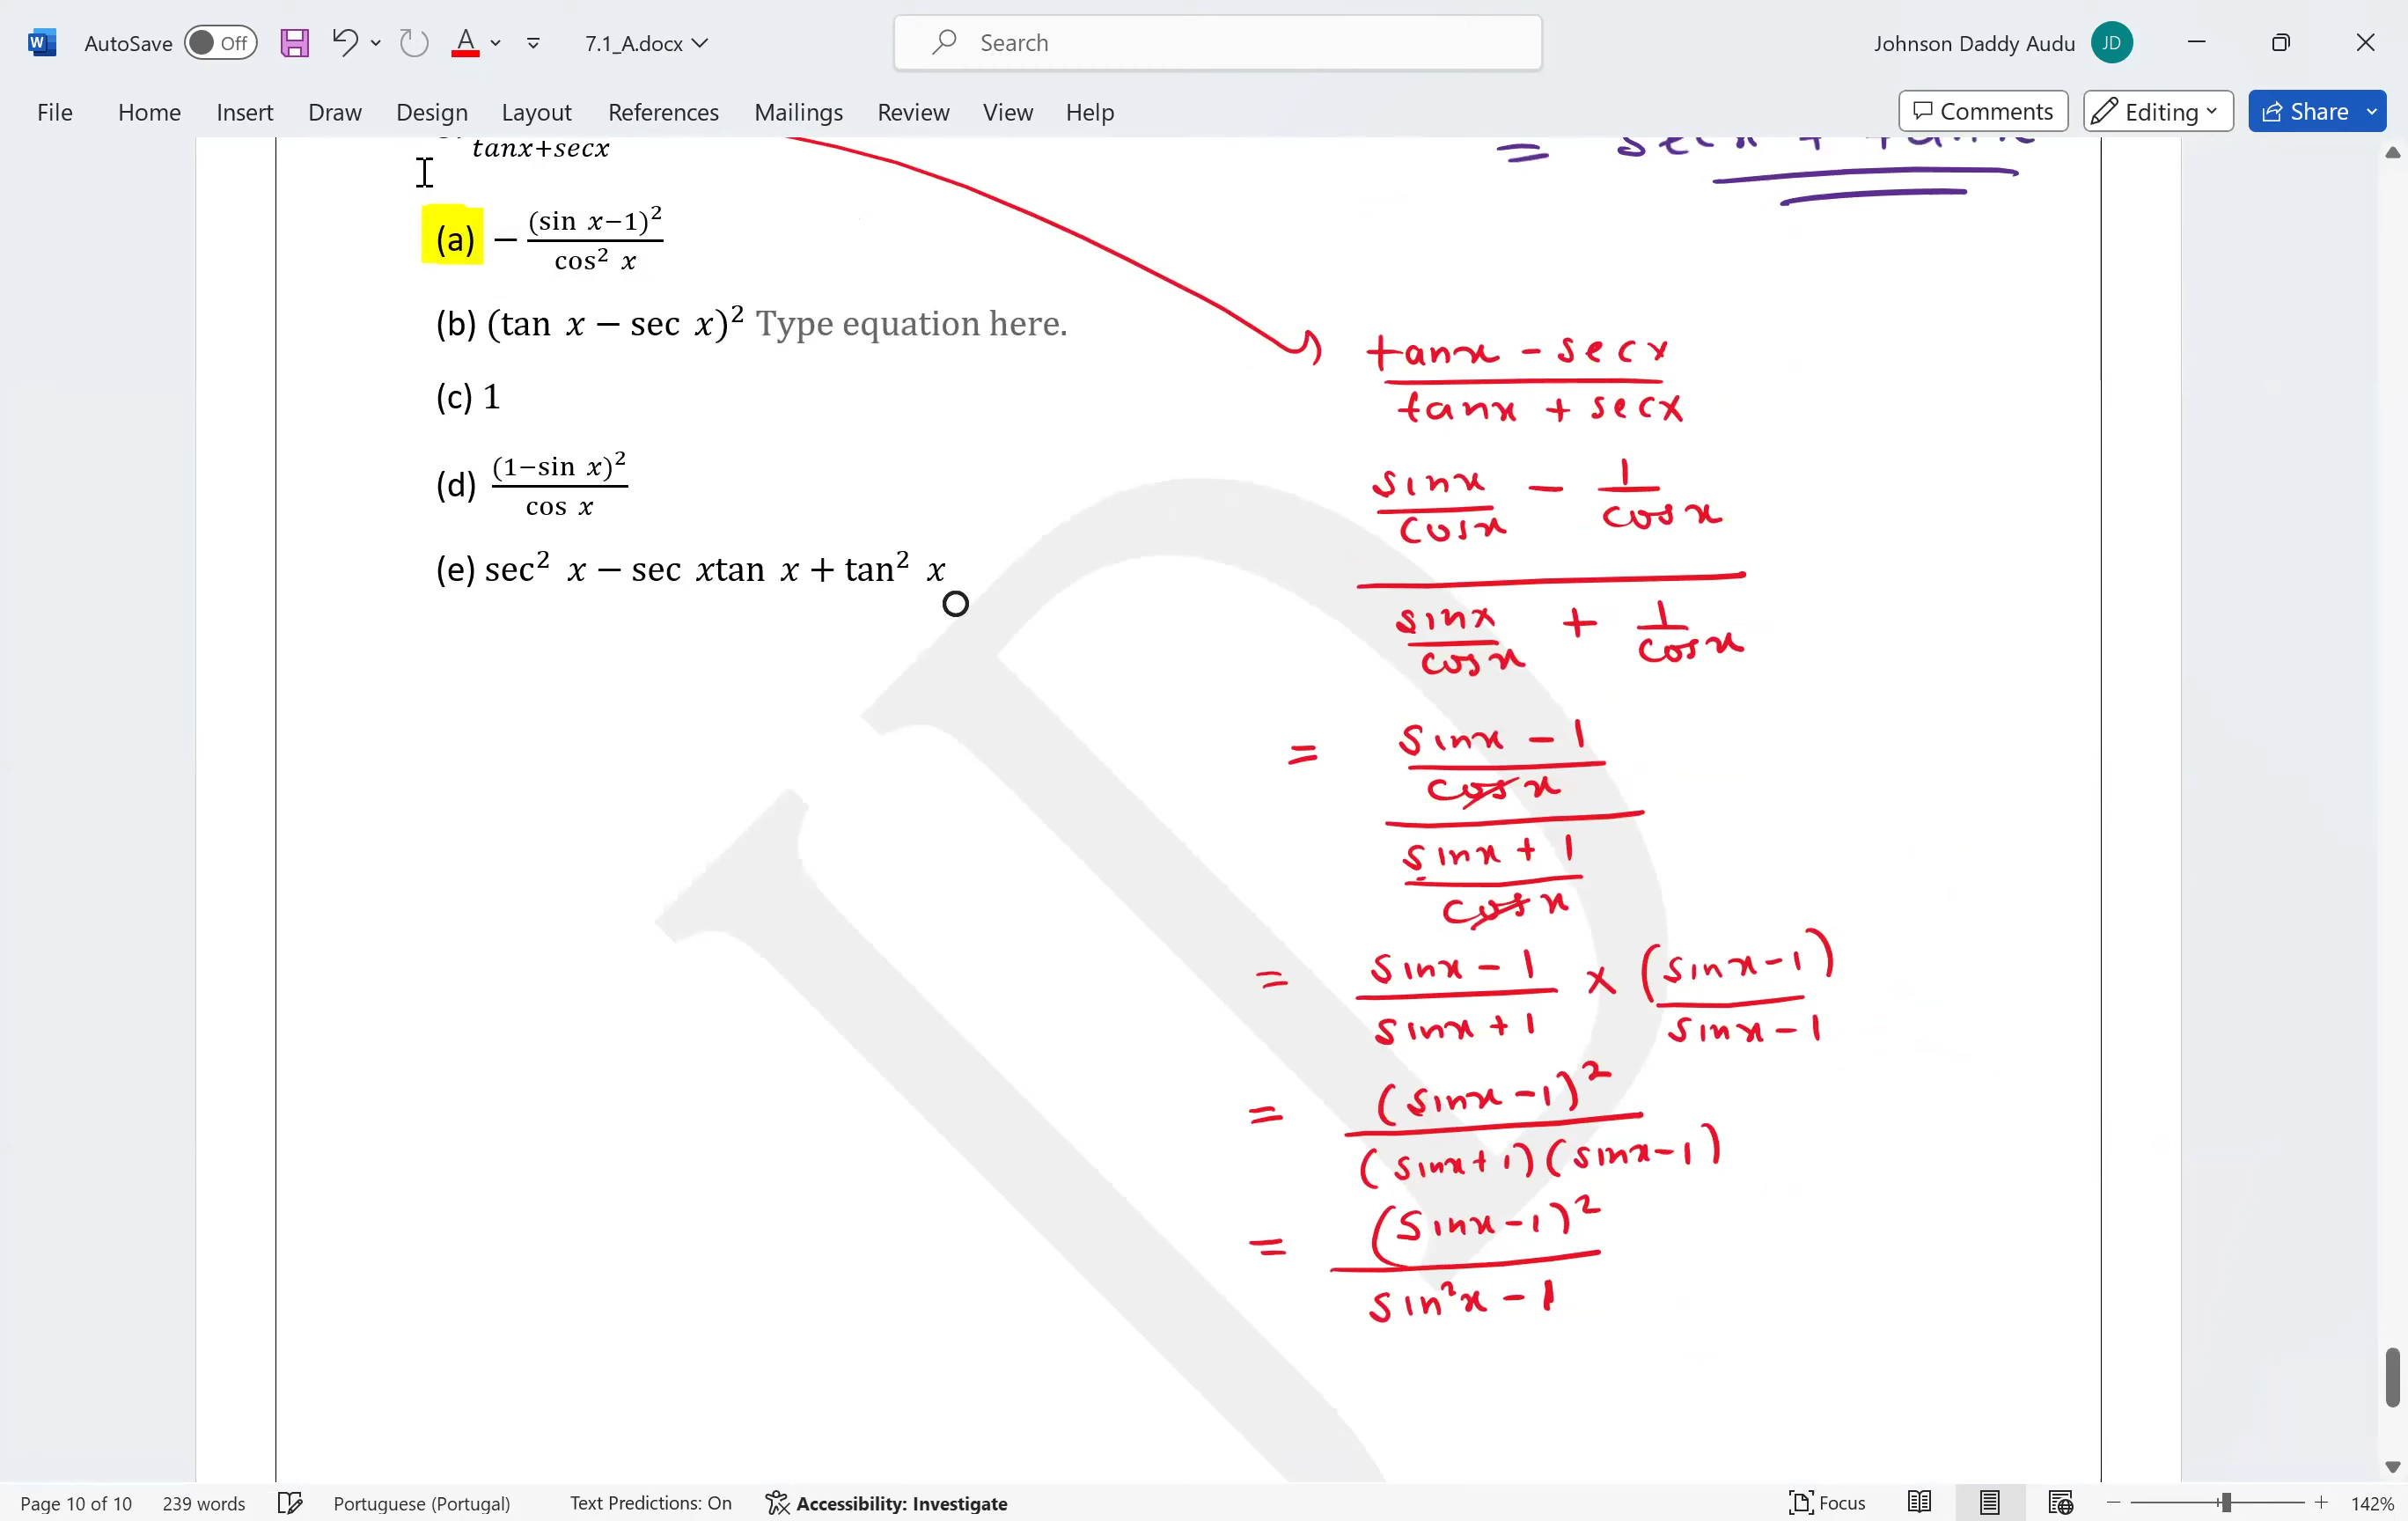 AutoSave Off 7.1_A.docx Search Johnson Daddy Audu JD
File Home Insert Draw Design Layout References Mailings Review View Help Comments Editing Share
tanx+secx
= secx + tanx
(a) −(sin x−1)²/cos² x
(b) (tan x − sec x)² Type equation here.
(c) 1
(d) (1−sin x)²/cos x
(e) sec² x − sec xtan x + tan² x
tanx - secx
tanx + secx
sinx/cosx - 1/cosx
sinx/cosx + 1/cosx
= sinx - 1/cosx
sinx + 1/cosx
= sinx - 1/sinx + 1 × (sinx - 1)/sinx - 1
= (sinx - 1)²/(sinx + 1)(sinx - 1)
= (sinx - 1)²/sin²x - 1
Page 10 of 10 239 words Portuguese (Portugal) Text Predictions: On Accessibility: Investigate Focus 142%